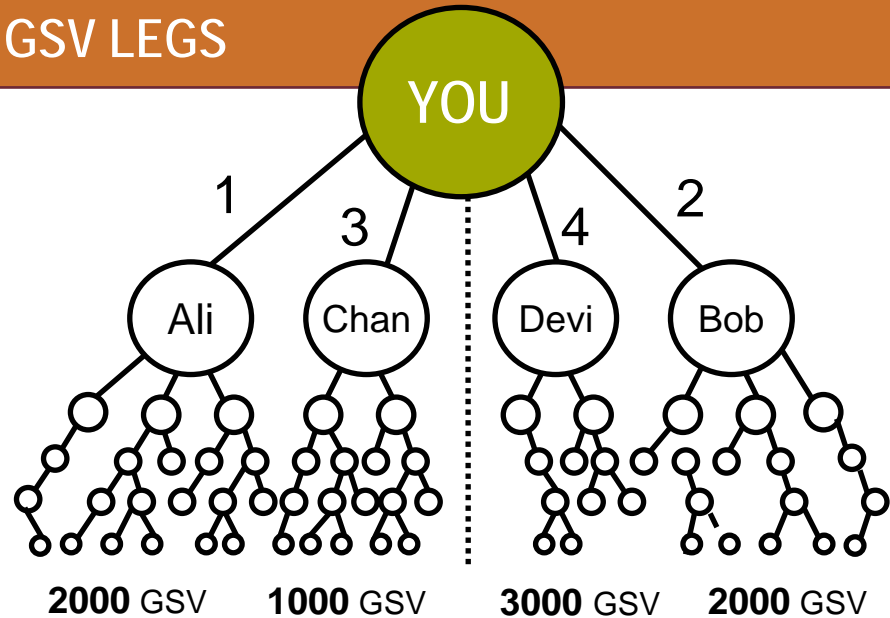 GSV LEGS
YOU
1
3
4
2
Ali
Chan
Devi
Bob
2000 GSV
1000 GSV
3000 GSV
2000 GSV